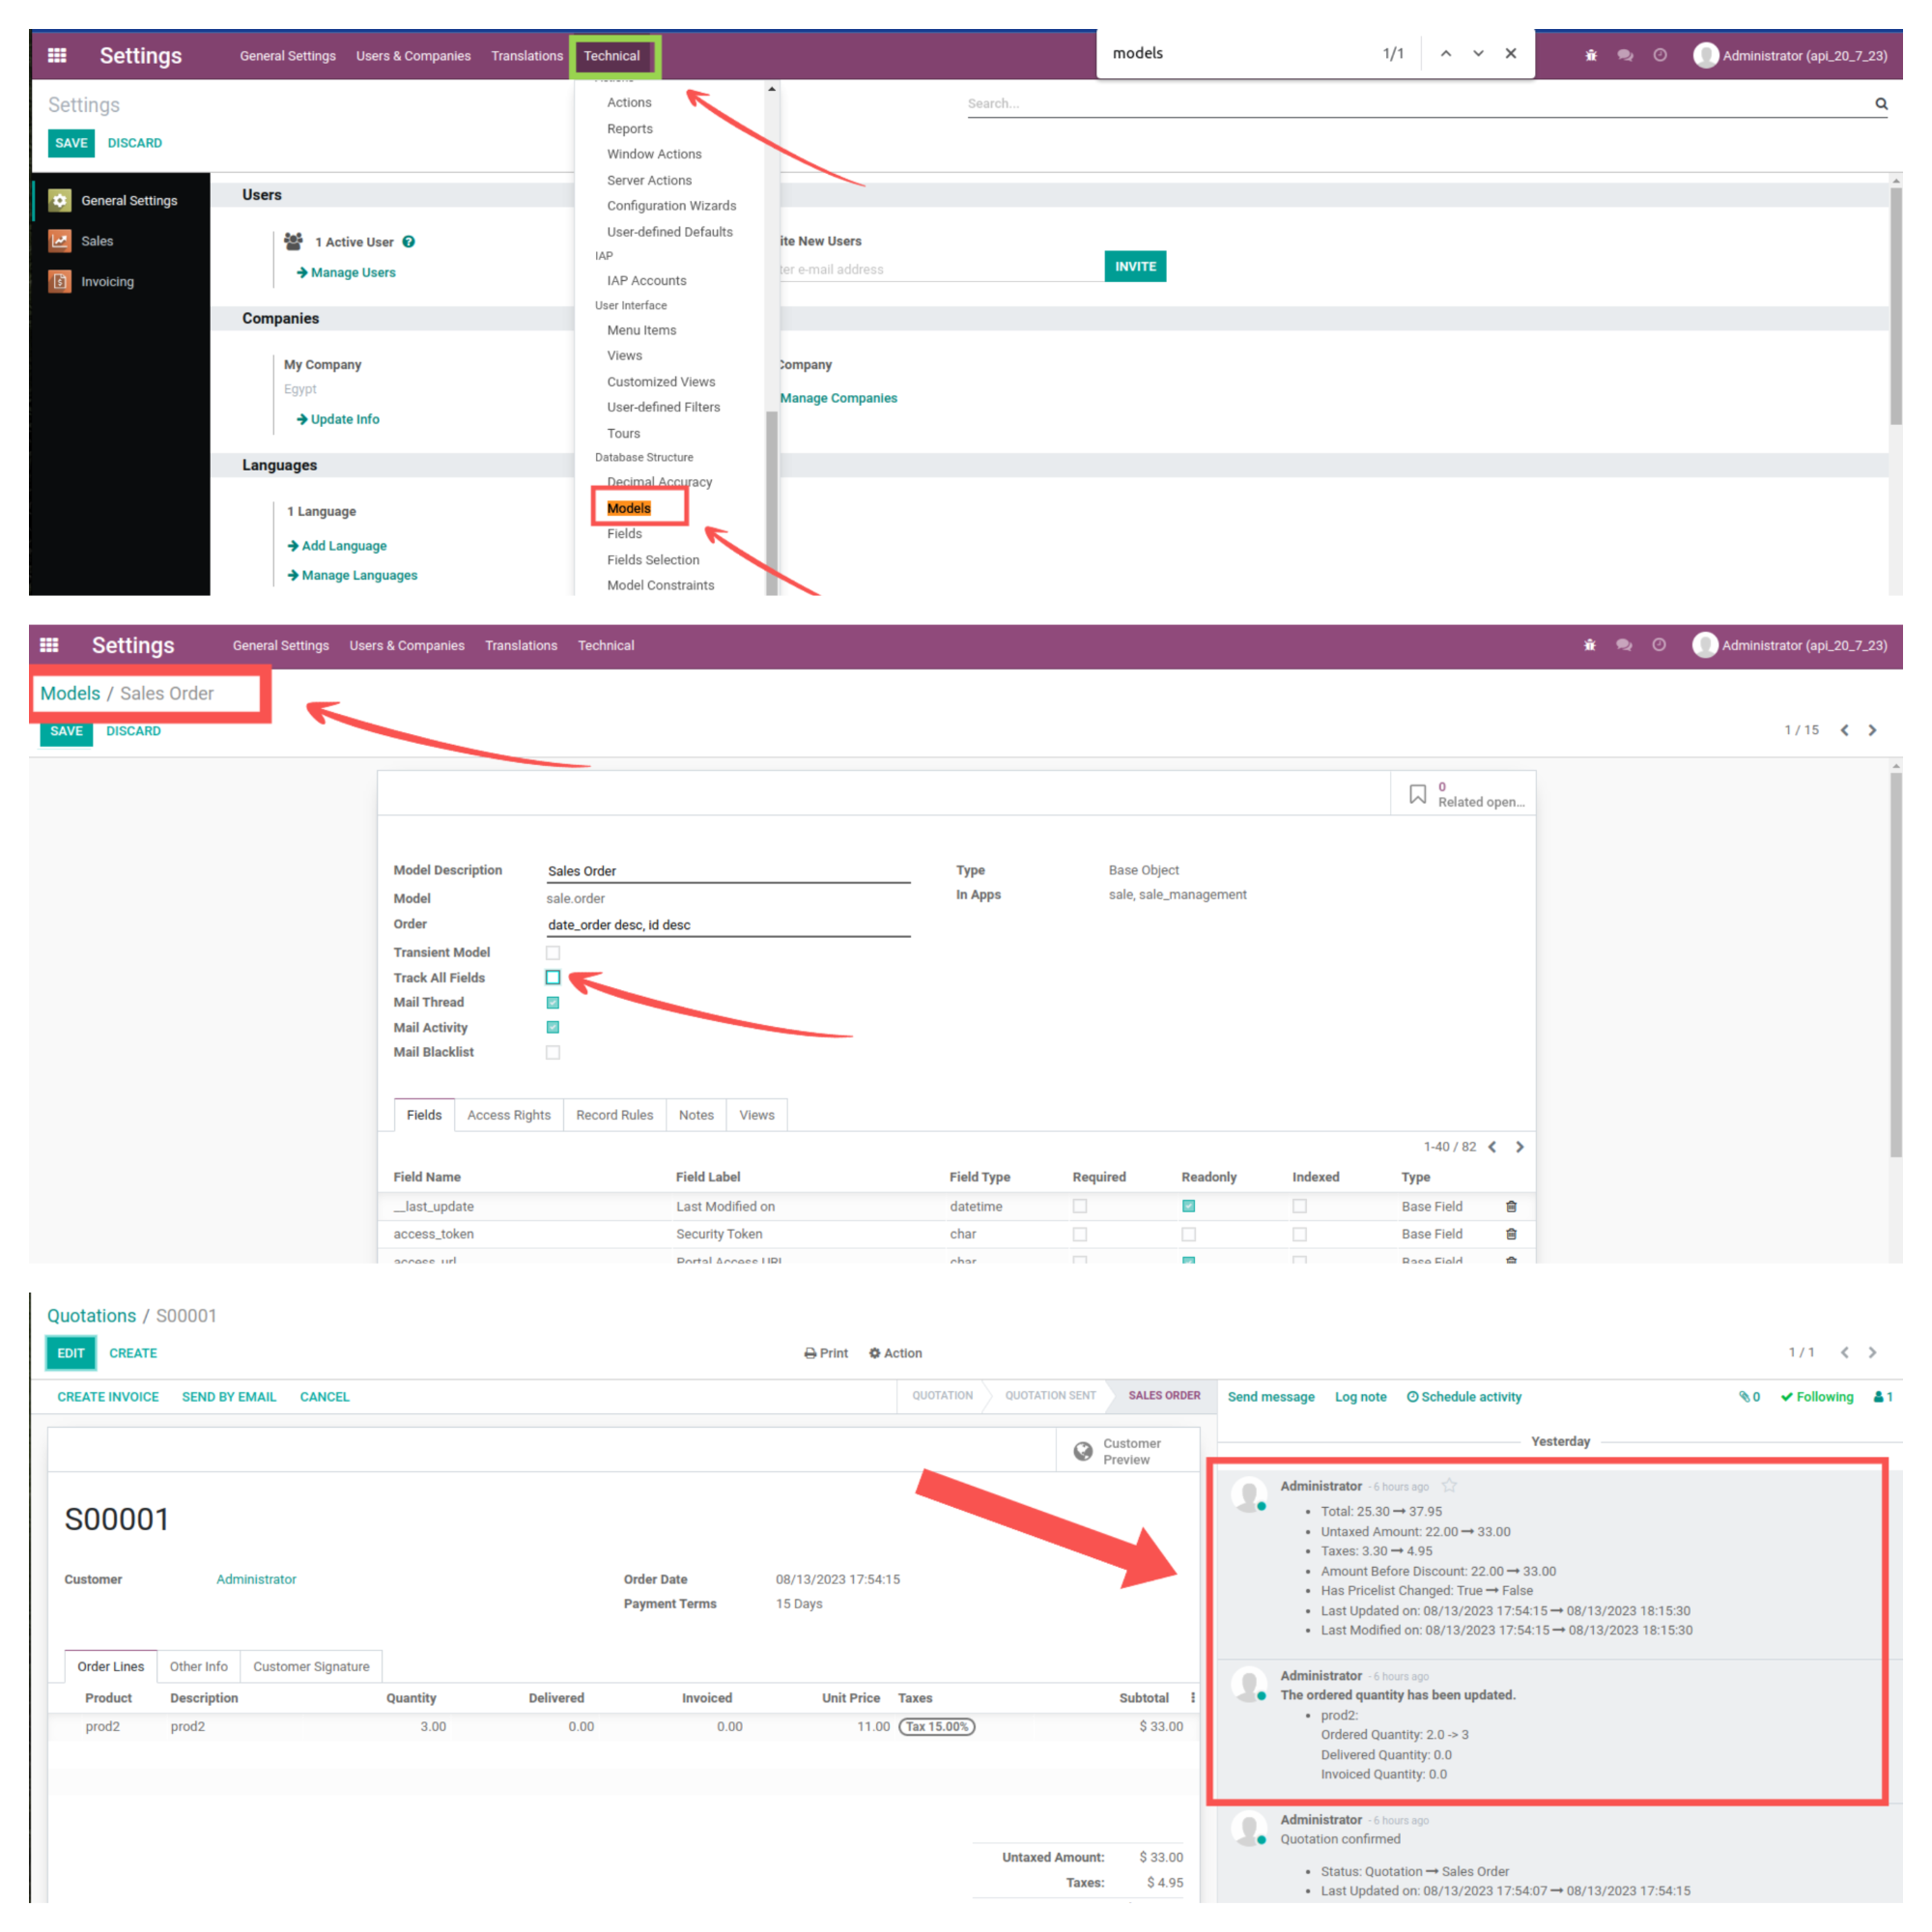 Settings General Settings Users & Companies Translations Technical models 1/1 Administrator (api_20_7_23)
Settings Search...
SAVE DISCARD
General Settings
Sales
Invoicing
Users
1 Active User
Manage Users
ite New Users
ter e-mail address INVITE
Companies
My Company
Egypt
Update Info
Company
Manage Companies
Languages
1 Language
Add Language
Manage Languages
Actions
Actions
Reports
Window Actions
Server Actions
Configuration Wizards
User-defined Defaults
IAP
IAP Accounts
User Interface
Menu Items
Views
Customized Views
User-defined Filters
Tours
Database Structure
Decimal Accuracy
Models
Fields
Fields Selection
Model Constraints
Settings General Settings Users & Companies Translations Technical Administrator (api_20_7_23)
Models / Sales Order
SAVE DISCARD 1 / 15
0
Related open...
Model Description Sales Order Type Base Object
Model sale.order In Apps sale, sale_management
Order date_order desc, id desc
Transient Model
Track All Fields
Mail Thread
Mail Activity
Mail Blacklist
Fields Access Rights Record Rules Notes Views
1-40 / 82
Field Name Field Label Field Type Required Readonly Indexed Type
__last_update Last Modified on datetime Base Field
access_token Security Token char Base Field
access_url Portal Access URL char Base Field
Quotations / S00001
EDIT CREATE Print Action 1 / 1
CREATE INVOICE SEND BY EMAIL CANCEL QUOTATION QUOTATION SENT SALES ORDER Send message Log note Schedule activity 0 Following 1
Customer
Preview
S00001
Customer Administrator Order Date 08/13/2023 17:54:15
Payment Terms 15 Days
Order Lines Other Info Customer Signature
Product Description Quantity Delivered Invoiced Unit Price Taxes Subtotal
prod2 prod2 3.00 0.00 0.00 11.00 Tax 15.00% $ 33.00
Untaxed Amount: $ 33.00
Taxes: $ 4.95
Yesterday
Administrator - 6 hours ago
• Total: 25.30 → 37.95
• Untaxed Amount: 22.00 → 33.00
• Taxes: 3.30 → 4.95
• Amount Before Discount: 22.00 → 33.00
• Has Pricelist Changed: True → False
• Last Updated on: 08/13/2023 17:54:15 → 08/13/2023 18:15:30
• Last Modified on: 08/13/2023 17:54:15 → 08/13/2023 18:15:30
Administrator - 6 hours ago
The ordered quantity has been updated.
• prod2:
Ordered Quantity: 2.0 -> 3
Delivered Quantity: 0.0
Invoiced Quantity: 0.0
Administrator - 6 hours ago
Quotation confirmed
• Status: Quotation → Sales Order
• Last Updated on: 08/13/2023 17:54:07 → 08/13/2023 17:54:15